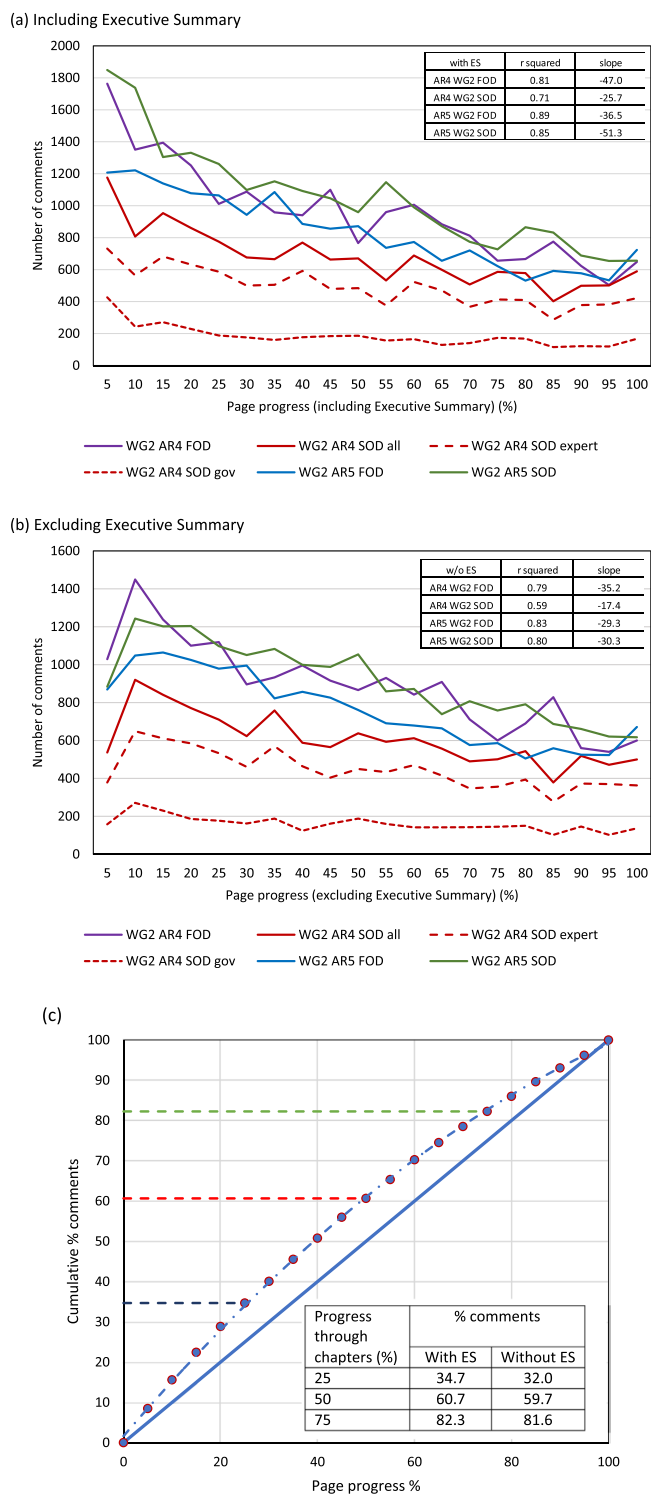 (a) Including Executive Summary
2000
1800
1600
1400
1200
1000
800
600
400
200
0
Number of comments
with ES r squared slope
AR4 WG2 FOD 0.81 -47.0
AR4 WG2 SOD 0.71 -25.7
AR5 WG2 FOD 0.89 -36.5
AR5 WG2 SOD 0.85 -51.3
5 10 15 20 25 30 35 40 45 50 55 60 65 70 75 80 85 90 95 100
Page progress (including Executive Summary) (%)
WG2 AR4 FOD WG2 AR4 SOD all WG2 AR4 SOD expert
WG2 AR4 SOD gov WG2 AR5 FOD WG2 AR5 SOD
(b) Excluding Executive Summary
1600
1400
1200
1000
800
600
400
200
0
Number of comments
w/o ES r squared slope
AR4 WG2 FOD 0.79 -35.2
AR4 WG2 SOD 0.59 -17.4
AR5 WG2 FOD 0.83 -29.3
AR5 WG2 SOD 0.80 -30.3
5 10 15 20 25 30 35 40 45 50 55 60 65 70 75 80 85 90 95 100
Page progress (excluding Executive Summary) (%)
WG2 AR4 FOD WG2 AR4 SOD all WG2 AR4 SOD expert
WG2 AR4 SOD gov WG2 AR5 FOD WG2 AR5 SOD
(c)
100
90
80
70
60
50
40
30
20
10
0
Cumulative % comments
Progress through chapters (%) % comments
With ES Without ES
25 34.7 32.0
50 60.7 59.7
75 82.3 81.6
0 20 40 60 80 100
Page progress %